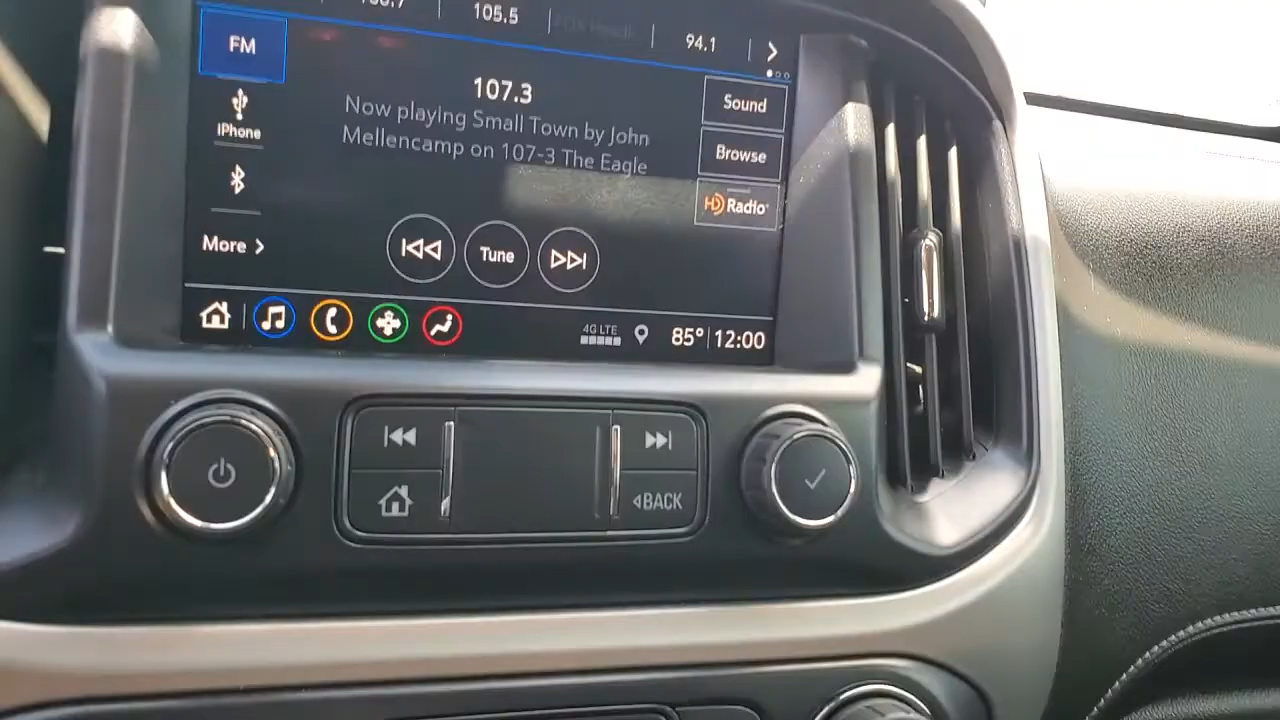 105.5
94.1
FM
107.3
Sound
Now playing Small Town by John
Mellencamp on 107-3 The Eagle
iPhone
Browse
HD Radio
More
Tune
4G LTE
85° 12:00
BACK